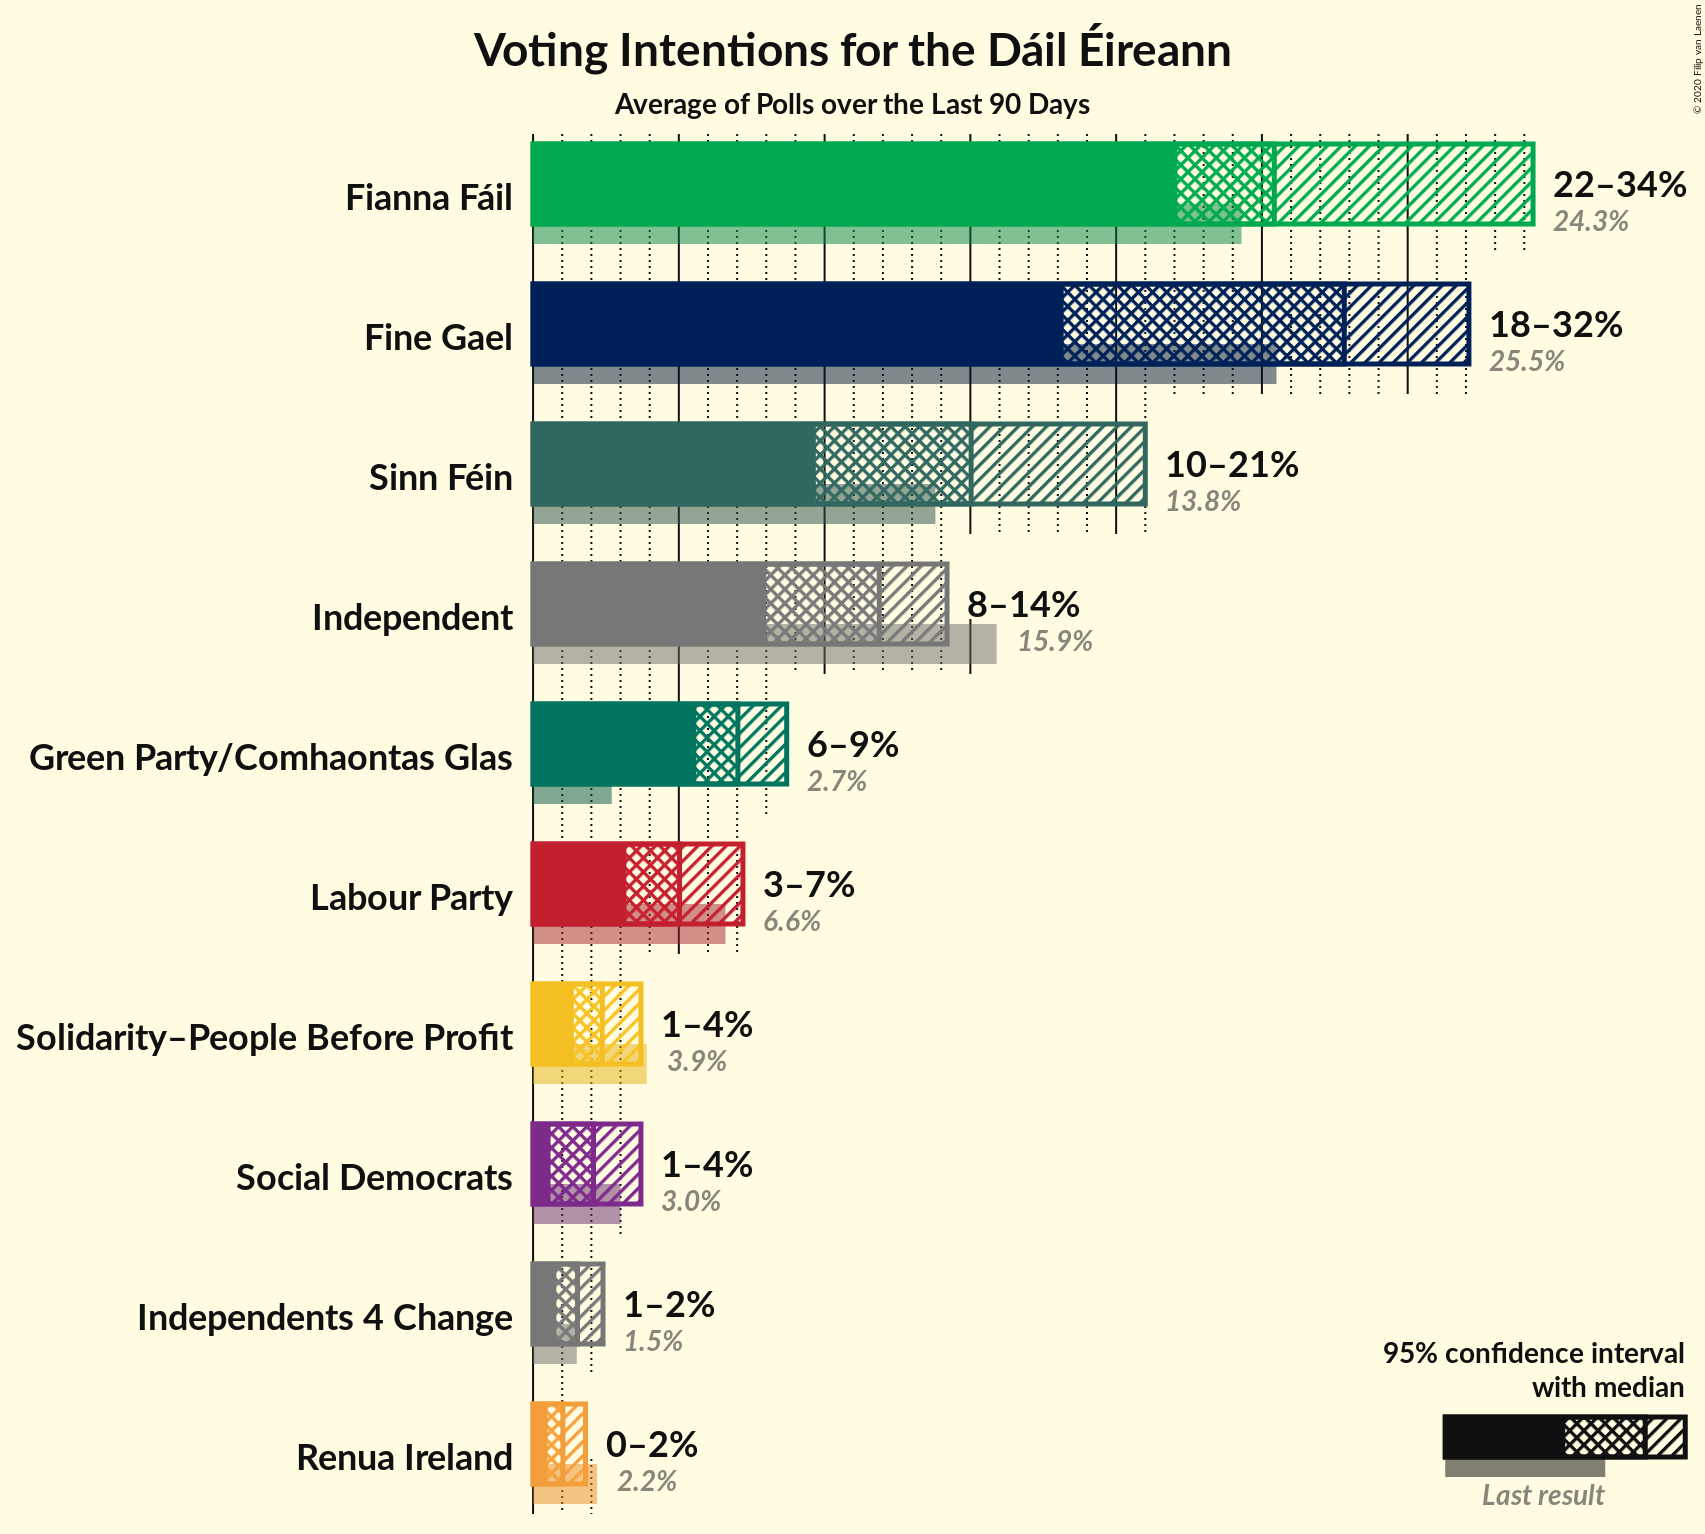 Voting Intentions for the Dáil Éireann
Average of Polls over the Last 90 Days
© 2020 Filip van Laenen
Fianna Fáil
22–34%
24.3%
Fine Gael
18–32%
25.5%
Sinn Féin
10–21%
13.8%
Independent
8–14%
15.9%
Green Party/Comhaontas Glas
6–9%
2.7%
Labour Party
3–7%
6.6%
Solidarity–People Before Profit
1–4%
3.9%
Social Democrats
1–4%
3.0%
Independents 4 Change
1–2%
1.5%
Renua Ireland
0–2%
2.2%
95% confidence interval
with median
Last result